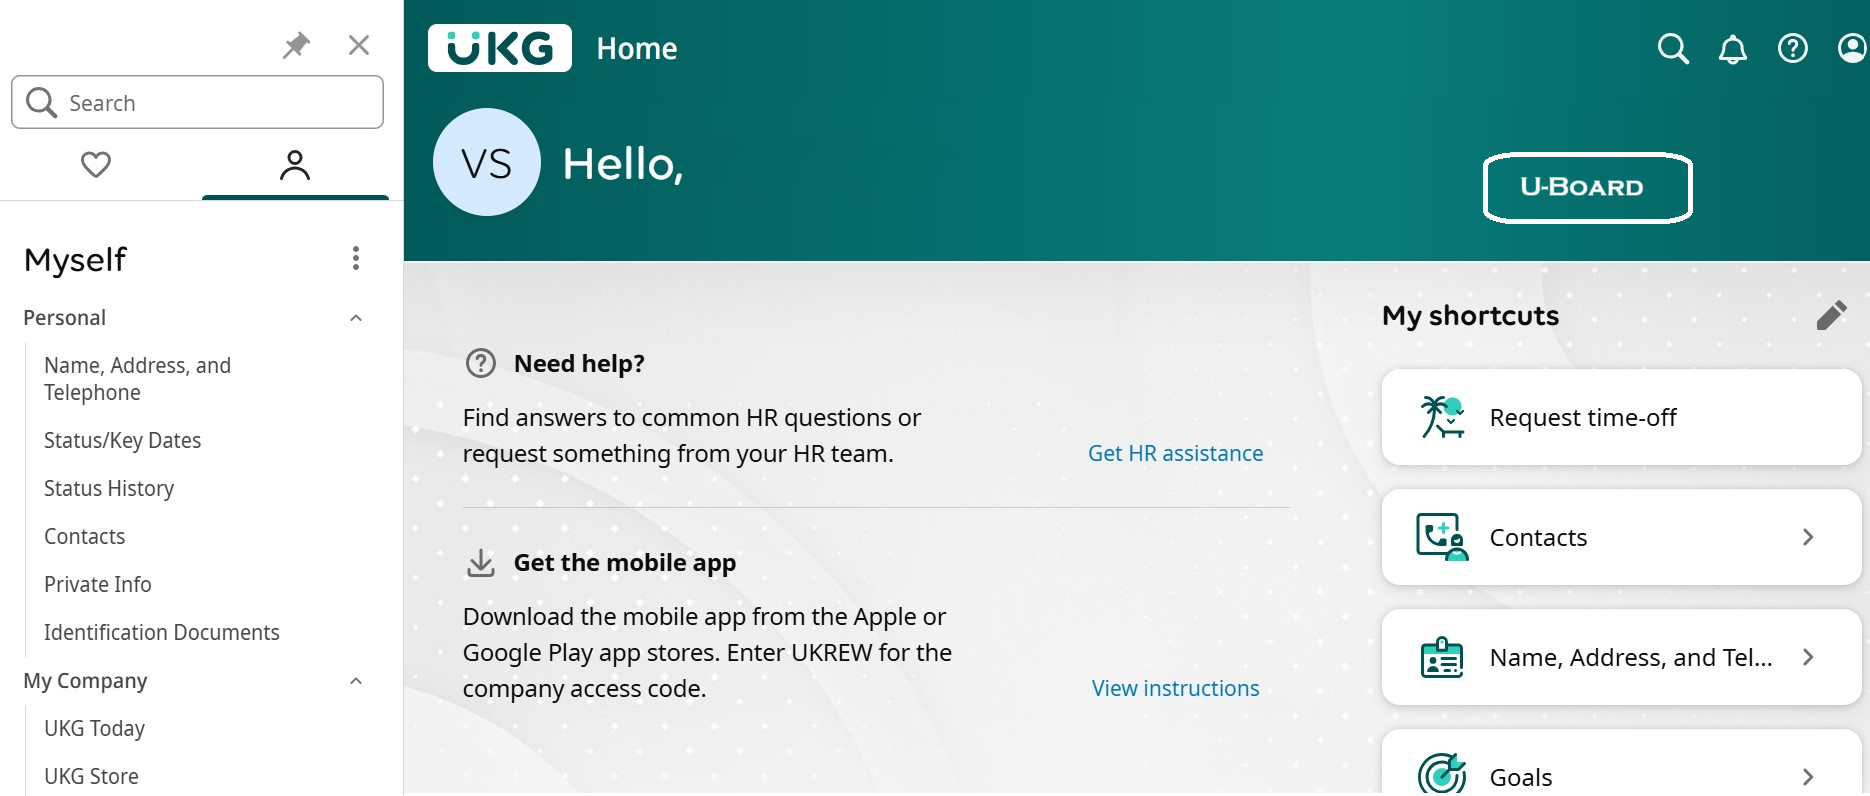 Search
Myself
Personal
Name, Address, and
Telephone
Status/Key Dates
Status History
Contacts
Private Info
Identification Documents
My Company
UKG Today
UKG Store
UKG Home
VS Hello,
U-Board
Need help?
Find answers to common HR questions or
request something from your HR team.
Get HR assistance
Get the mobile app
Download the mobile app from the Apple or
Google Play app stores. Enter UKREW for the
company access code.
View instructions
My shortcuts
Request time-off
Contacts
Name, Address, and Tel...
Goals